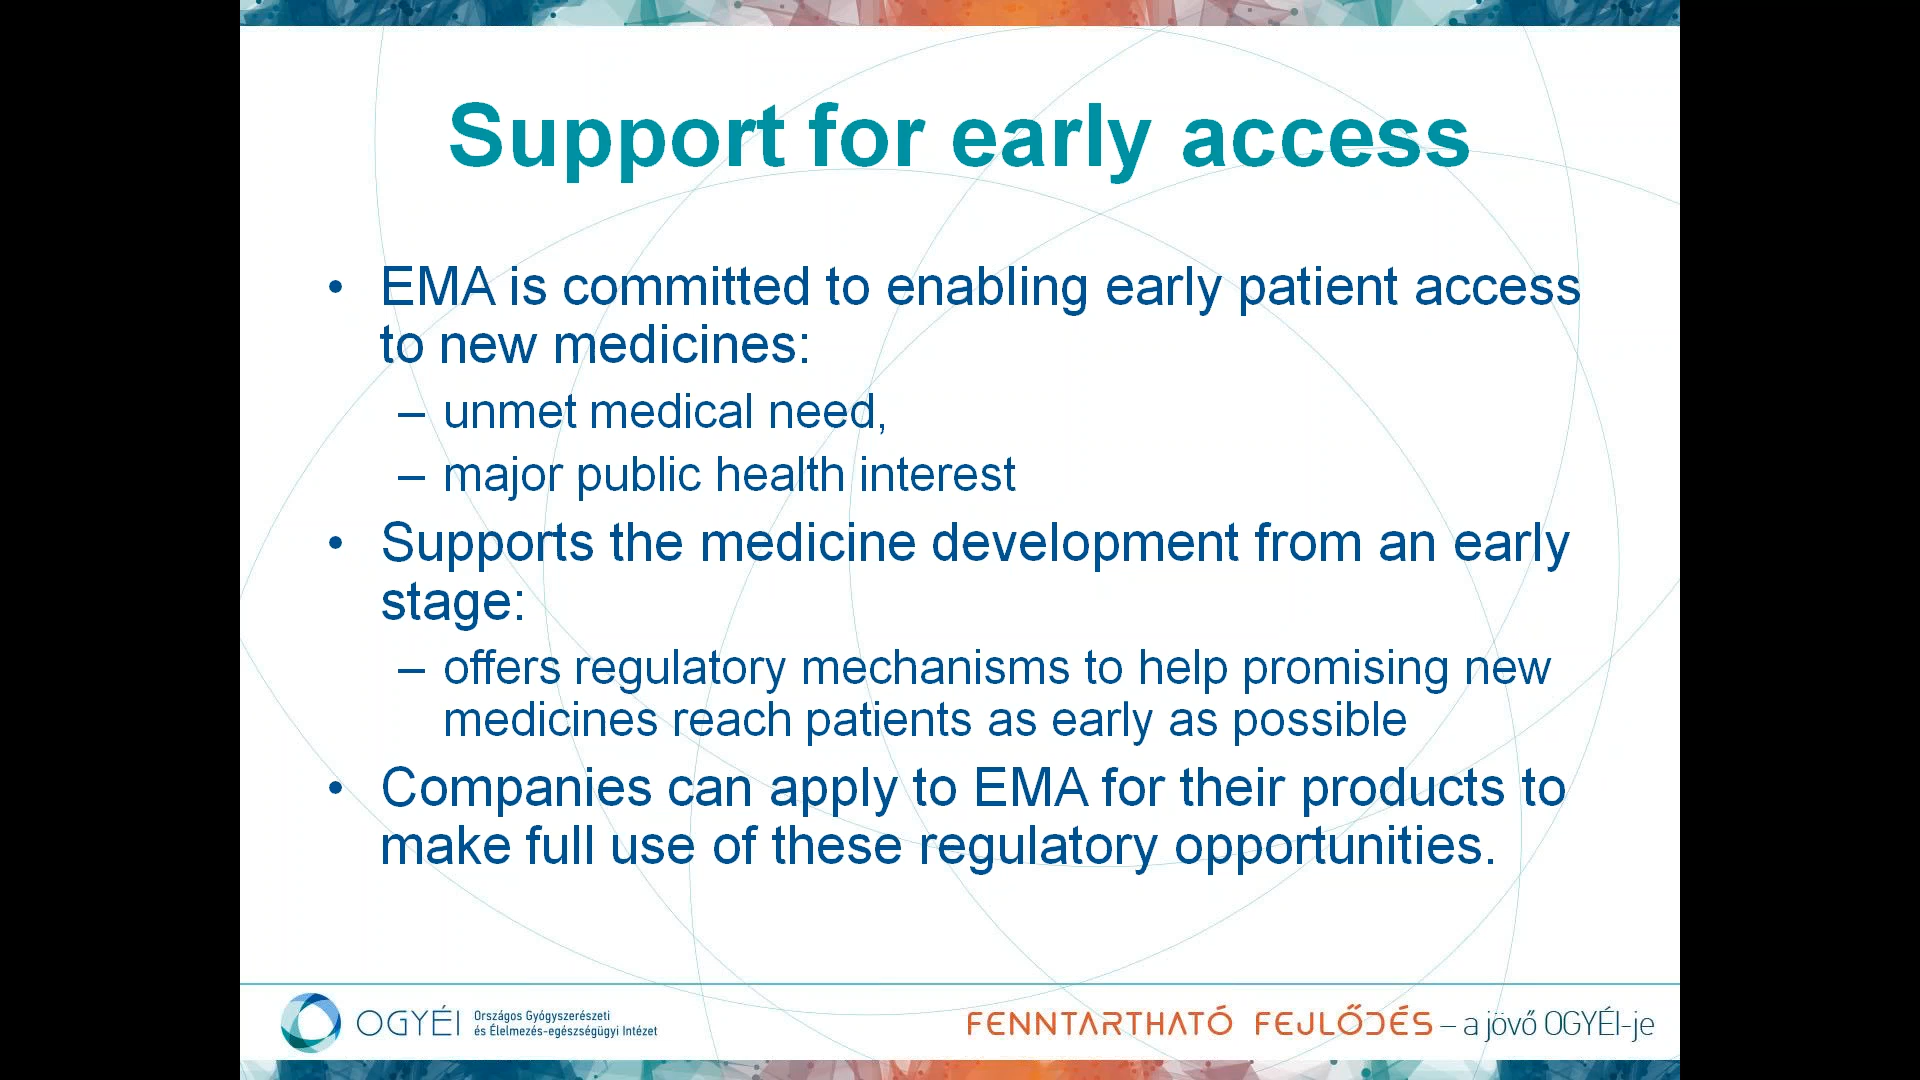 Support for early access
• EMA is committed to enabling early patient access
to new medicines:
– unmet medical need,
– major public health interest
• Supports the medicine development from an early
stage:
– offers regulatory mechanisms to help promising new
medicines reach patients as early as possible
• Companies can apply to EMA for their products to
make full use of these regulatory opportunities.
OGYÉI
Országos Gyógyszerészeti
és Élelmezés-egészségügyi Intézet
FENNTARTHATÓ FEJLŐDÉS – a jövő OGYÉI-je